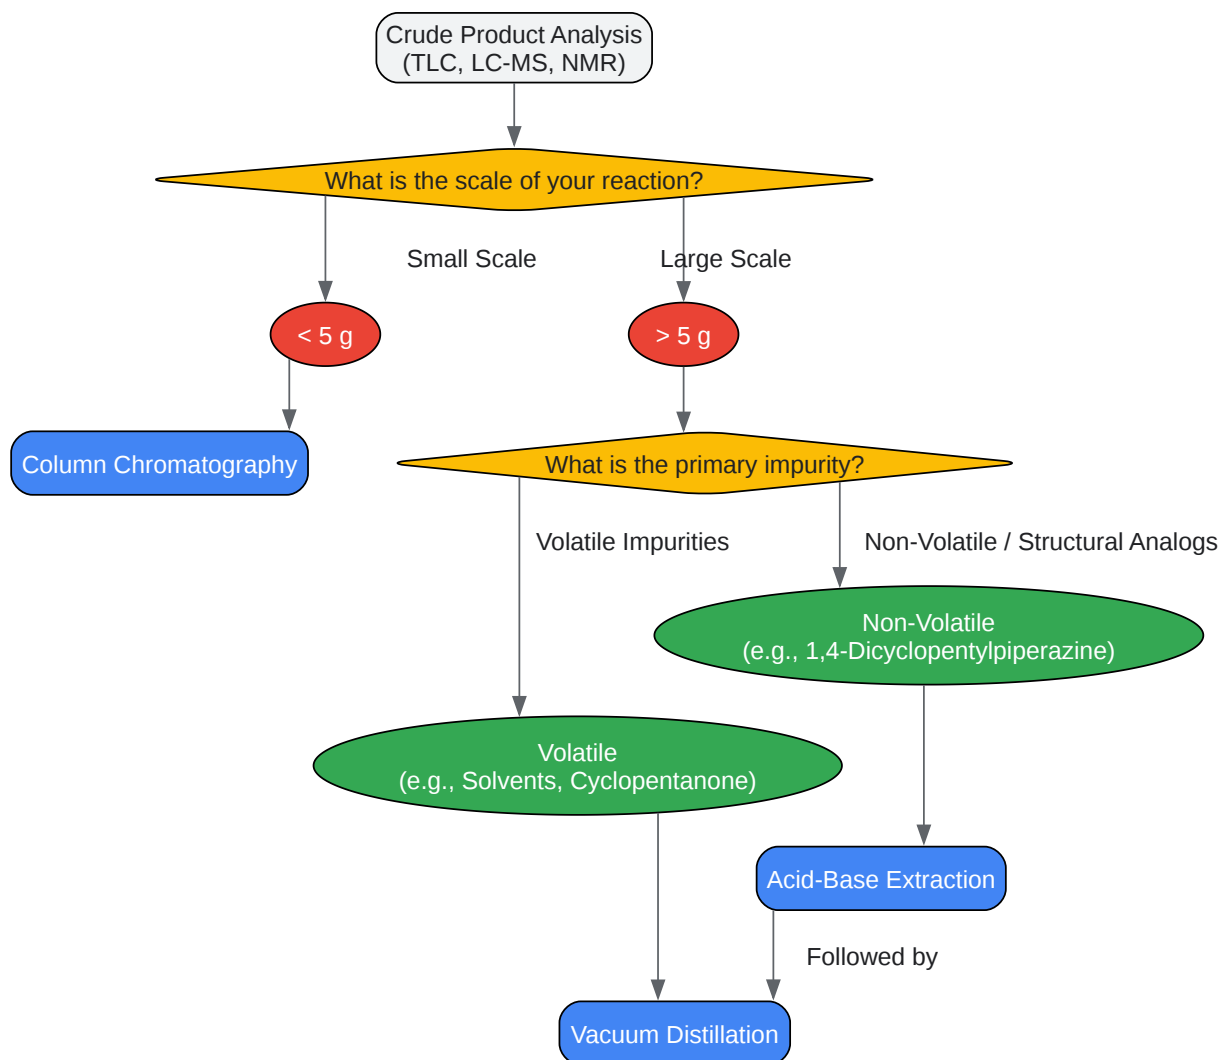 Crude Product Analysis
(TLC, LC-MS, NMR)
What is the scale of your reaction?
Small Scale
Large Scale
< 5 g
> 5 g
Column Chromatography
What is the primary impurity?
Volatile Impurities
Non-Volatile / Structural Analogs
Non-Volatile
(e.g., 1,4-Dicyclopentylpiperazine)
Volatile
(e.g., Solvents, Cyclopentanone)
Acid-Base Extraction
Followed by
Vacuum Distillation